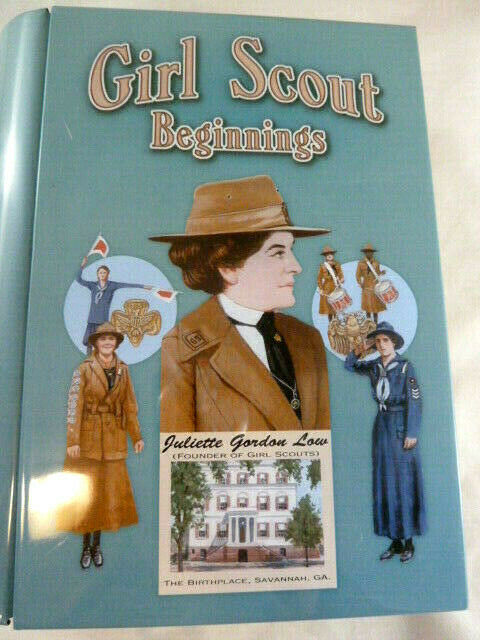 Girl Scout
Beginnings
Juliette Gordon Low
(FOUNDER OF GIRL SCOUTS)
THE BIRTHPLACE, SAVANNAH, GA.